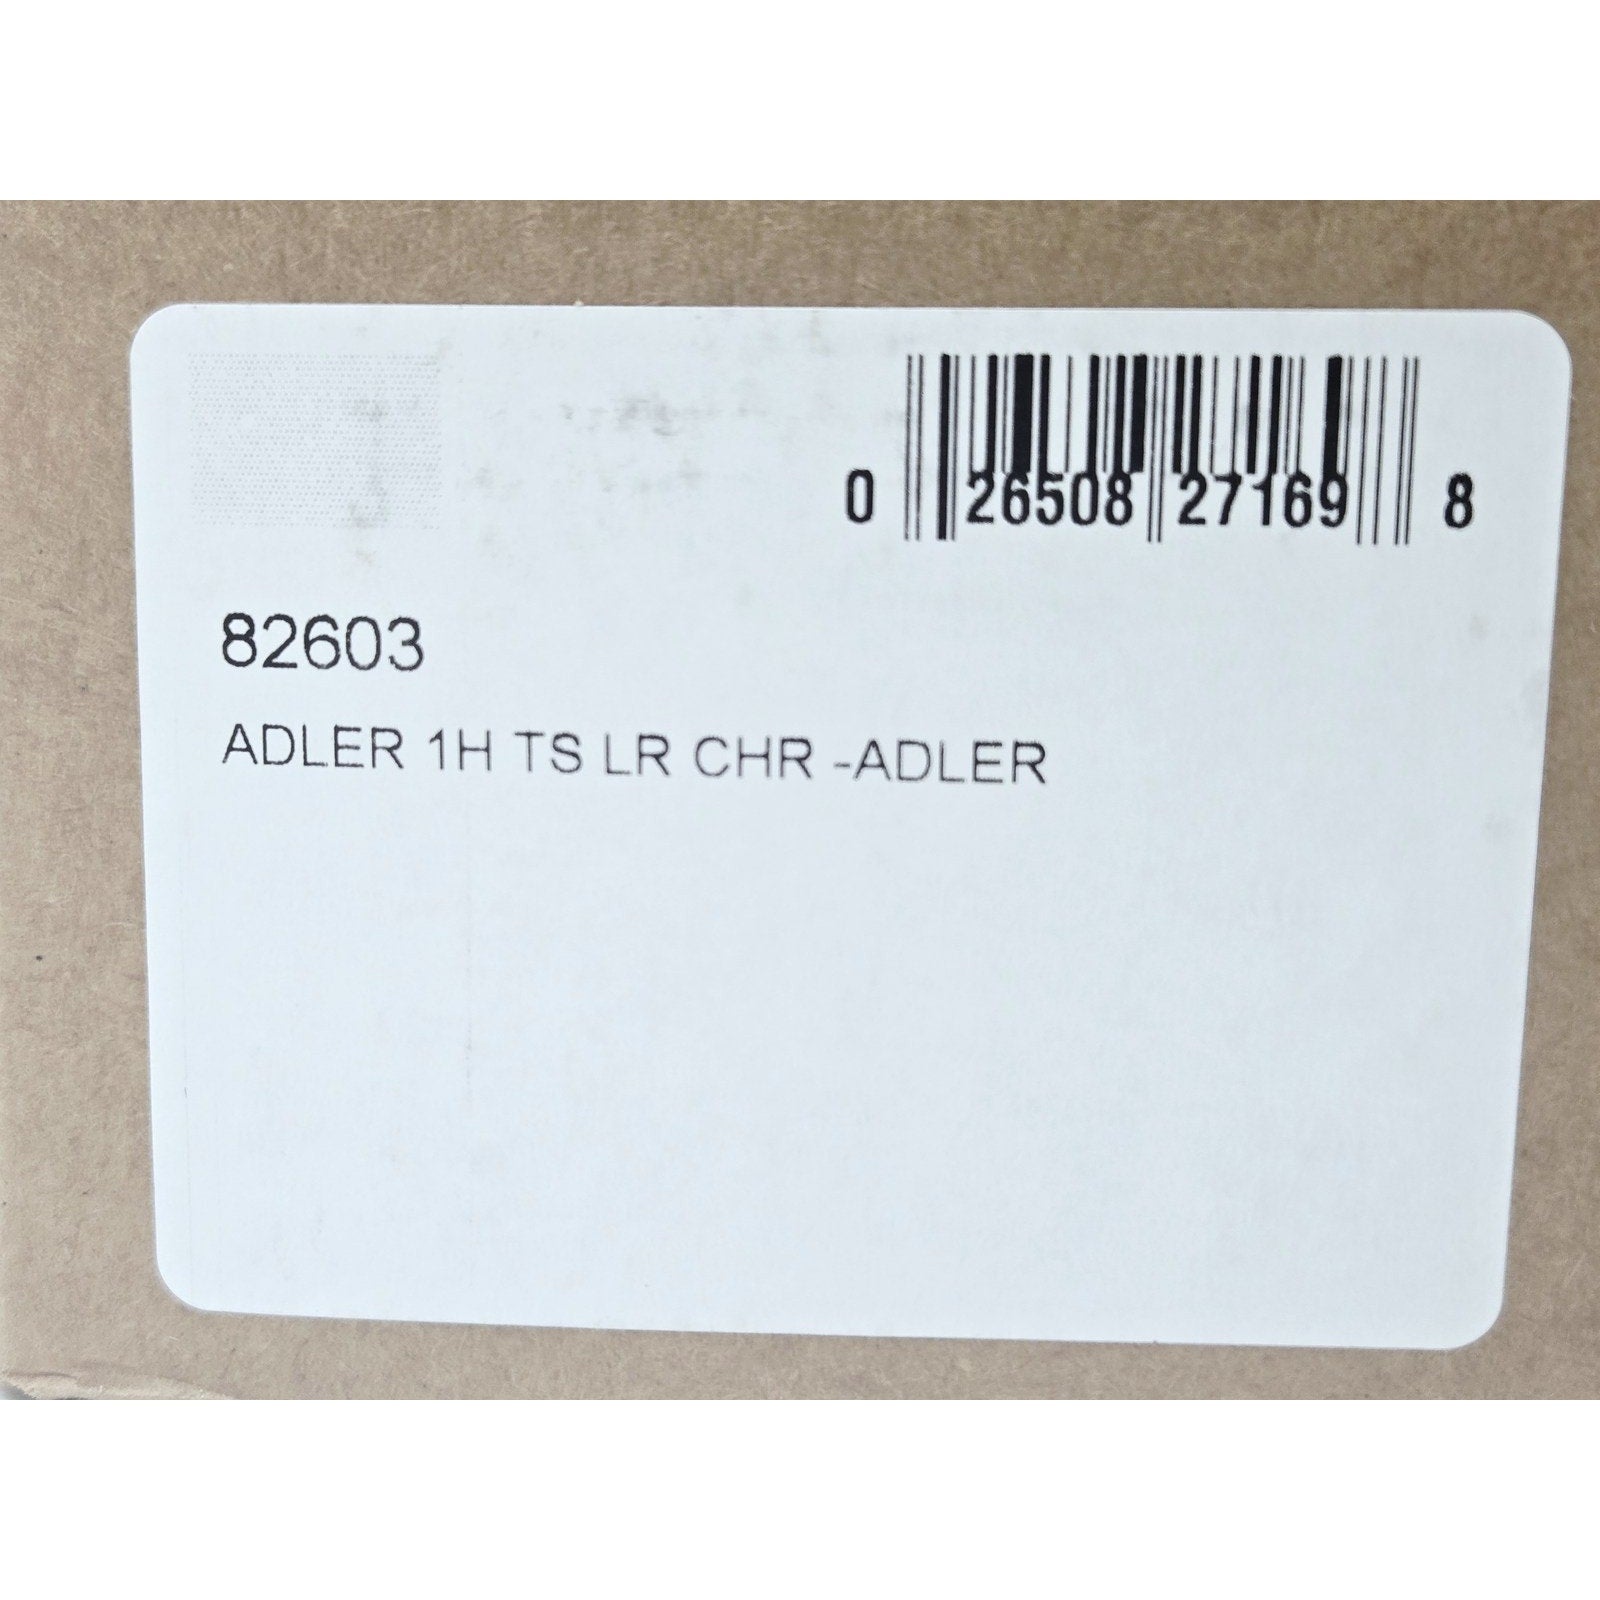 0 26508 27169 8
82603
ADLER 1H TS LR CHR -ADLER